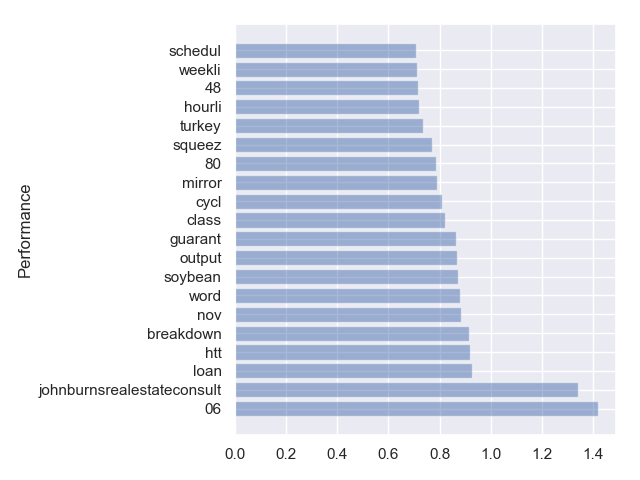 schedul
weekli
48
hourli
turkey
squeez
80
mirror
cycl
class
guarant
output
soybean
word
nov
breakdown
htt
loan
johnburnsrealestateconsult
06
Performance
0.0 0.2 0.4 0.6 0.8 1.0 1.2 1.4